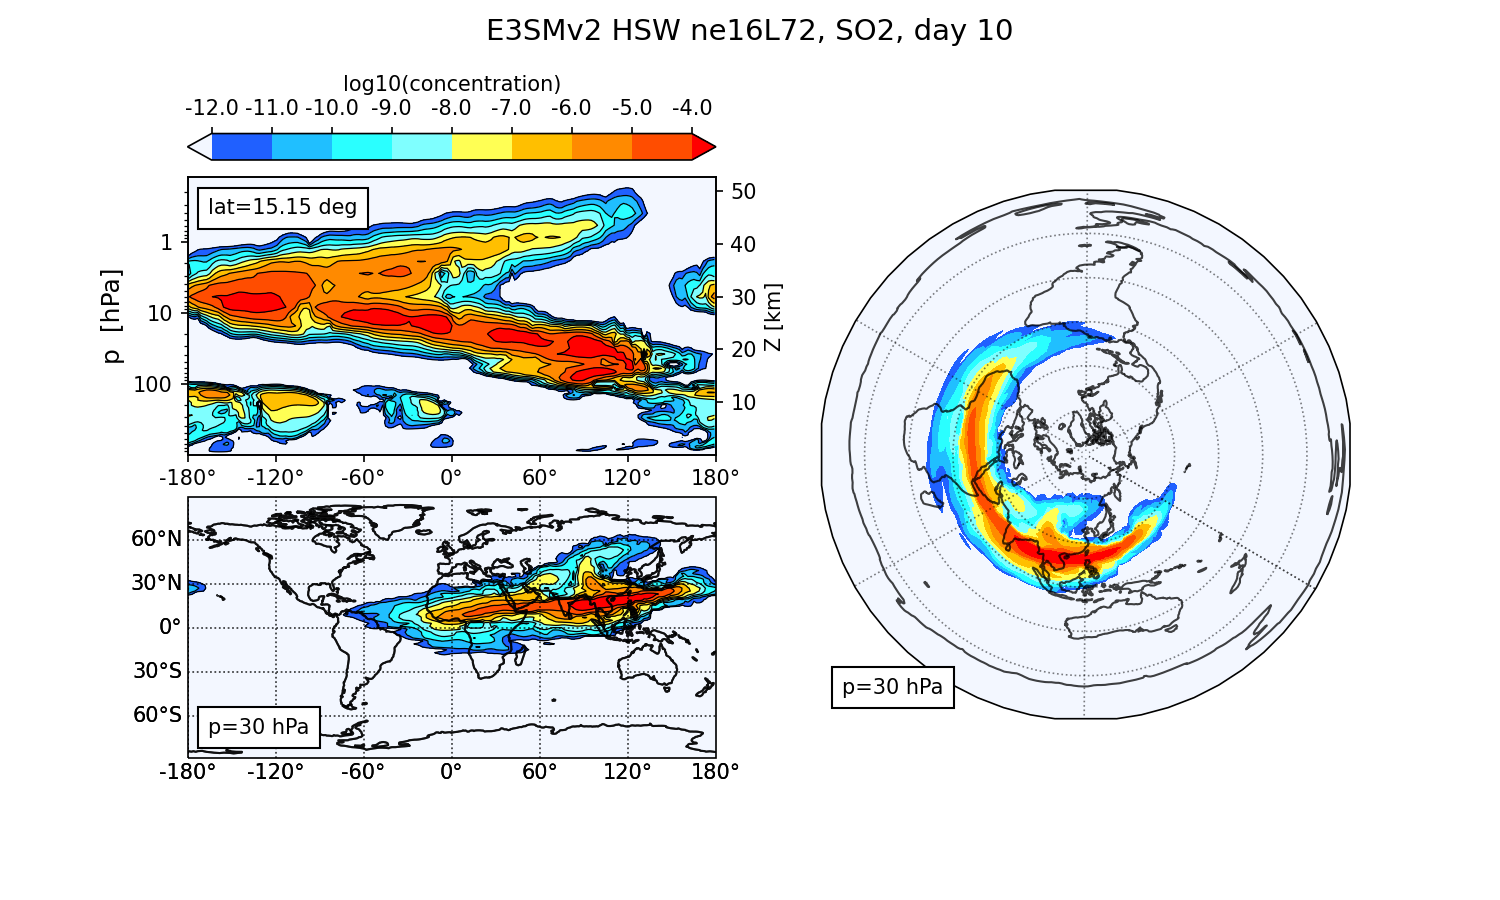 E3SMv2 HSW ne16L72, SO2, day 10
log10(concentration)
-12.0 -11.0 -10.0 -9.0 -8.0 -7.0 -6.0 -5.0 -4.0
lat=15.15 deg
p [hPa]
1
10
100
Z [km]
50
40
30
20
10
-180° -120° -60° 0° 60° 120° 180°
60°N
30°N
0°
30°S
60°S
p=30 hPa
-180° -120° -60° 0° 60° 120° 180°
p=30 hPa